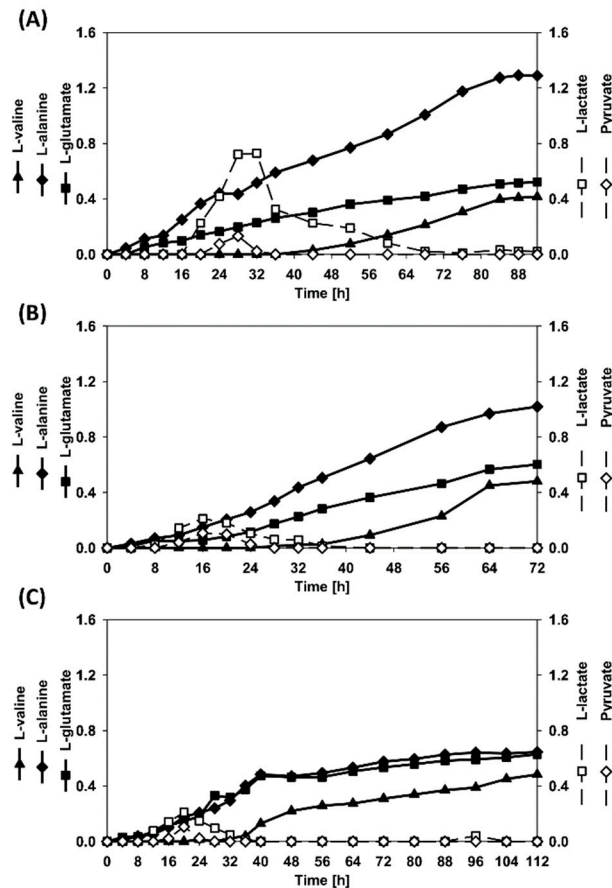 (A)
1.6
1.2
0.8
0.4
0.0
L-valine
L-alanine
L-glutamate
1.6
1.2
0.8
0.4
0.0
L-lactate
Pyruvate
0 8 16 24 32 40 48 56 64 72 80 88
Time [h]
(B)
1.6
1.2
0.8
0.4
0.0
L-valine
L-alanine
L-glutamate
1.6
1.2
0.8
0.4
0.0
L-lactate
Pyruvate
0 8 16 24 32 40 48 56 64 72
Time [h]
(C)
1.6
1.2
0.8
0.4
0.0
L-valine
L-alanine
L-glutamate
1.6
1.2
0.8
0.4
0.0
L-lactate
Pyruvate
0 8 16 24 32 40 48 56 64 72 80 88 96 104 112
Time [h]